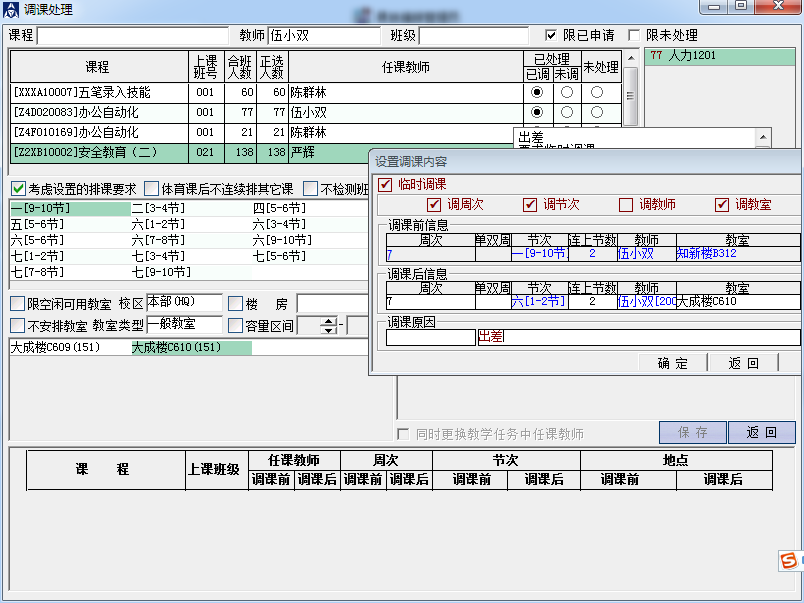 调课处理
课程 教师 伍小双 班级 限已申请 限未处理
课程 上课班号 合班人数 正选人数 任课教师 已处理 已调 未调 未处理
[XXXA10007]五笔录入技能 001 60 60 陈群林
[Z4D020083]办公自动化 001 77 77 伍小双
[Z4F010169]办公自动化 001 21 21 陈群林
[Z2XB10002]安全教育（二） 021 138 138 严辉
77 人力1201
出差
考虑设置的排课要求 体育课后不连续排其它课 不检测班
一[9-10节] 二[3-4节] 四[5-6节]
五[5-6节] 六[1-2节] 六[3-4节]
六[5-6节] 六[7-8节] 六[9-10节]
七[1-2节] 七[3-4节] 七[5-6节]
七[7-8节] 七[9-10节]
限空闲可用教室 校区 本部(HQ) 楼 房
不安排教室 教室类型 一般教室 容量区间 -
大成楼C609(151) 大成楼C610(151)
设置调课内容
临时调课
调周次 调节次 调教师 调教室
调课前信息
周次 单双周 节次 连上节数 教师 教室
7 一[9-10节] 2 伍小双 知新楼B312
调课后信息
周次 单双周 节次 连上节数 教师 教室
7 六[1-2节] 2 伍小双[200 大成楼C610
调课原因
出差
确定 返回
同时更换教学任务中任课教师 保存 返回
课程 上课班级 任课教师 周次 节次 地点
调课前 调课后 调课前 调课后 调课前 调课后 调课前 调课后